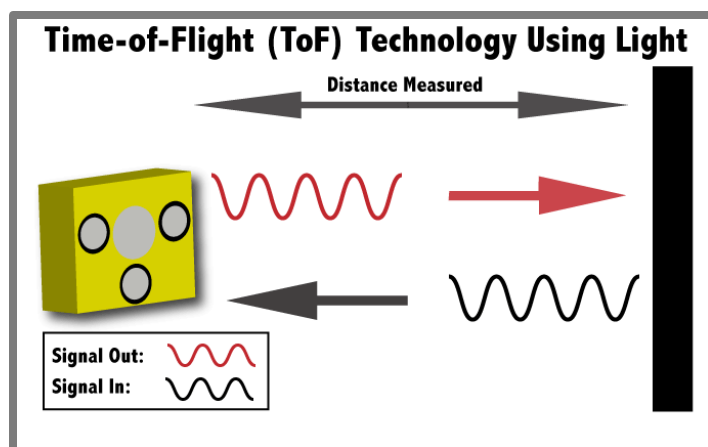 Time-of-Flight (ToF) Technology Using Light
Distance Measured
Signal Out:
Signal In: